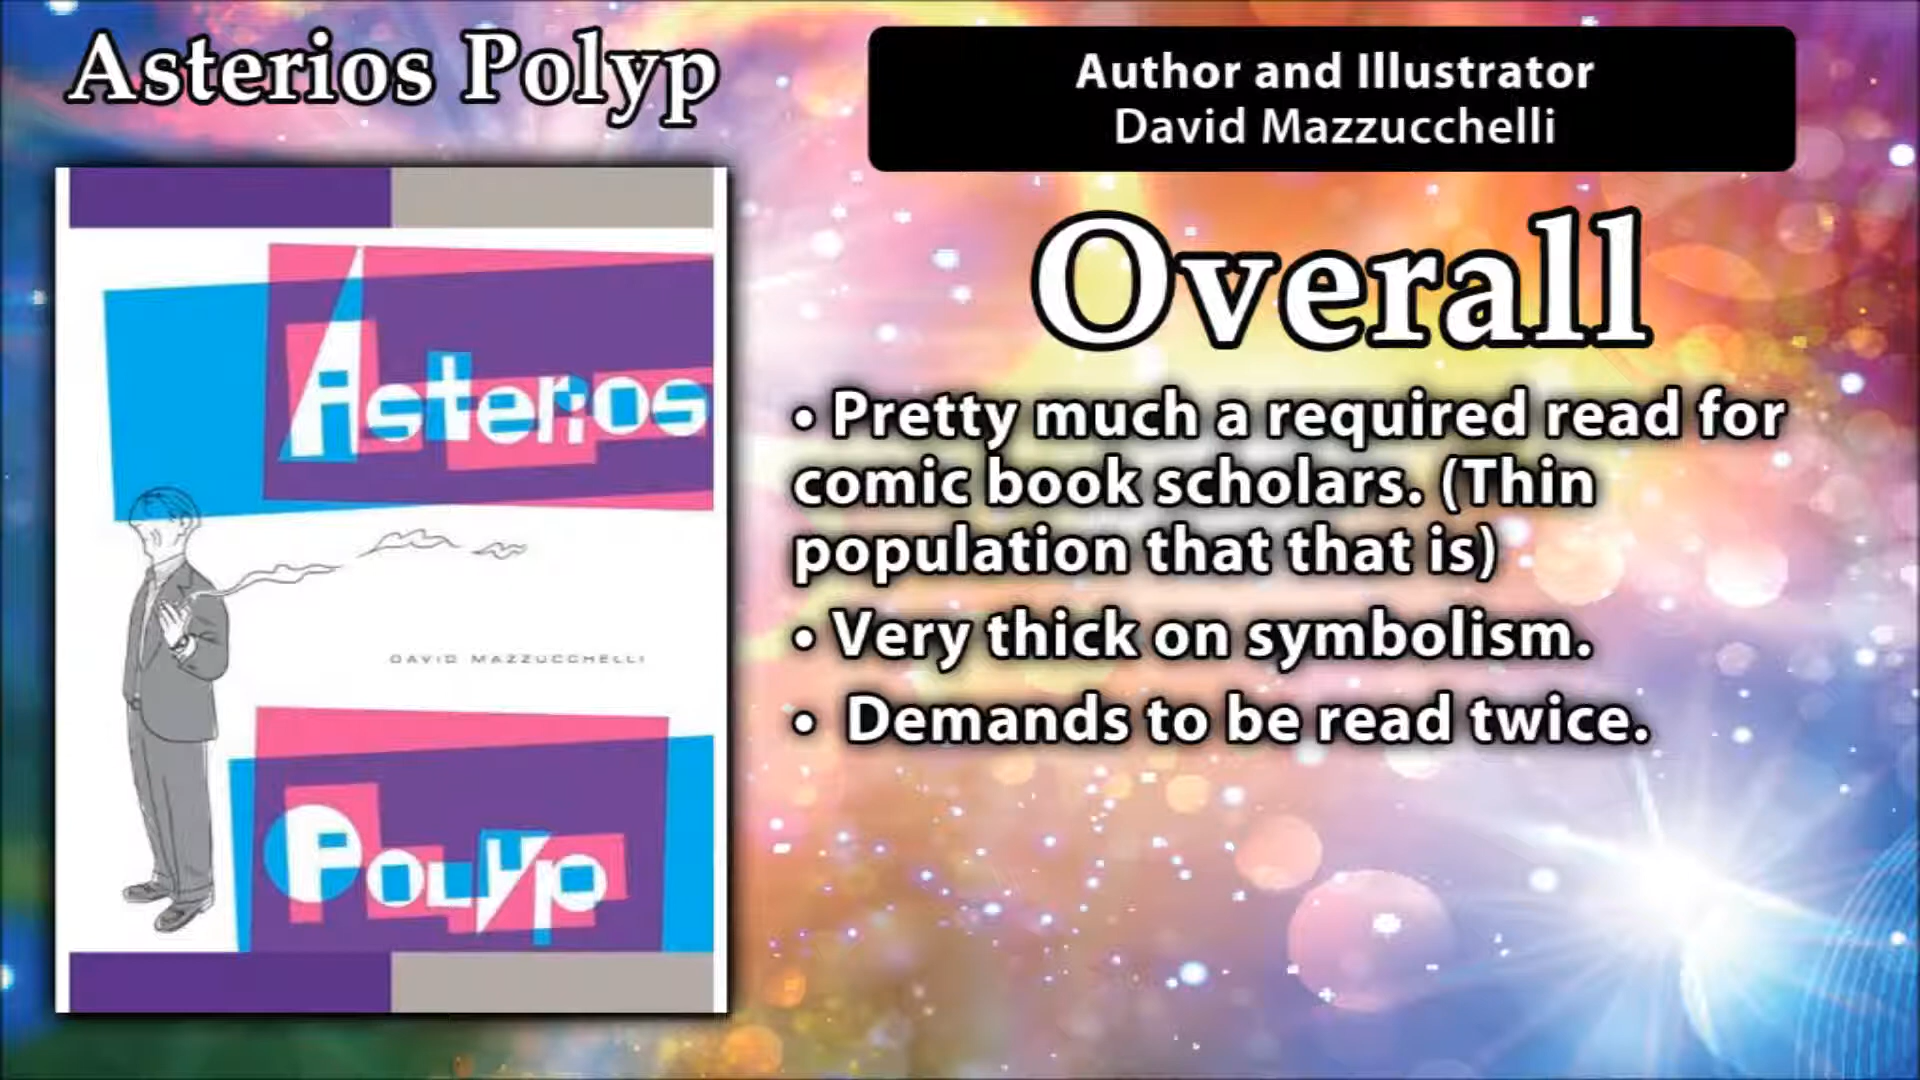 Asterios Polyp
Author and Illustrator
David Mazzucchelli
Asterios
DAVID MAZZUCCHELLI
Polyp
Overall
• Pretty much a required read for
comic book scholars. (Thin
population that that is)
• Very thick on symbolism.
• Demands to be read twice.